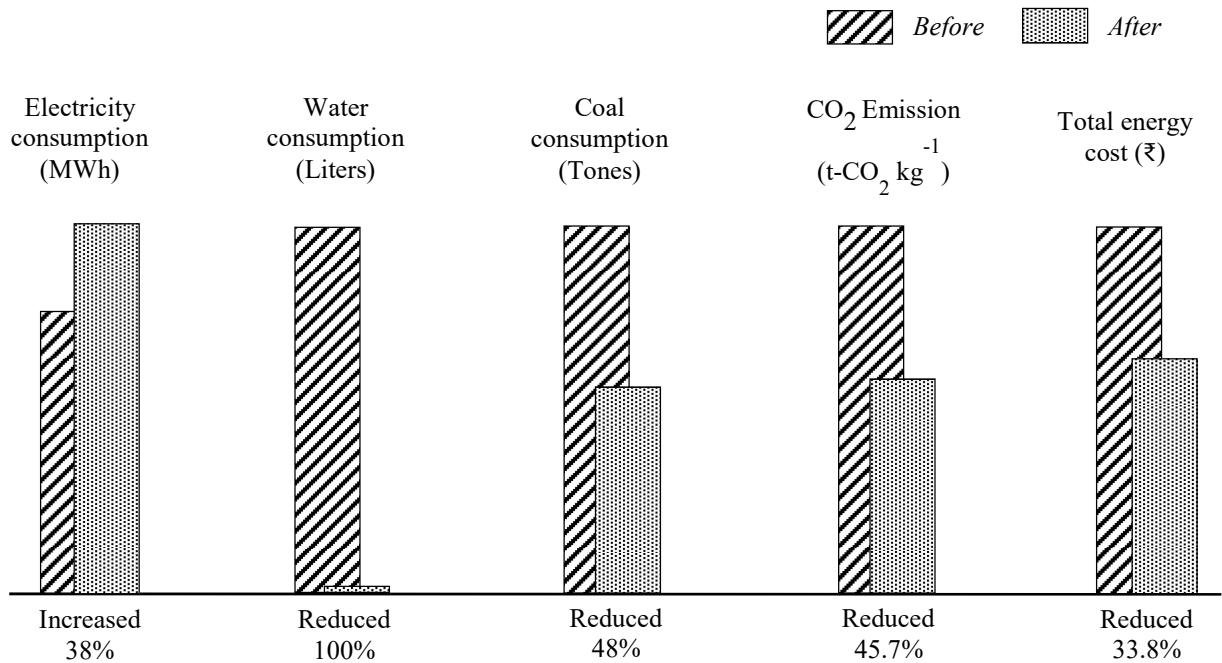 Before After
Electricity
consumption
(MWh)
Water
consumption
(Liters)
Coal
consumption
(Tones)
CO2 Emission
(t-CO2 kg-1)
Total energy
cost (₹)
Increased
38%
Reduced
100%
Reduced
48%
Reduced
45.7%
Reduced
33.8%